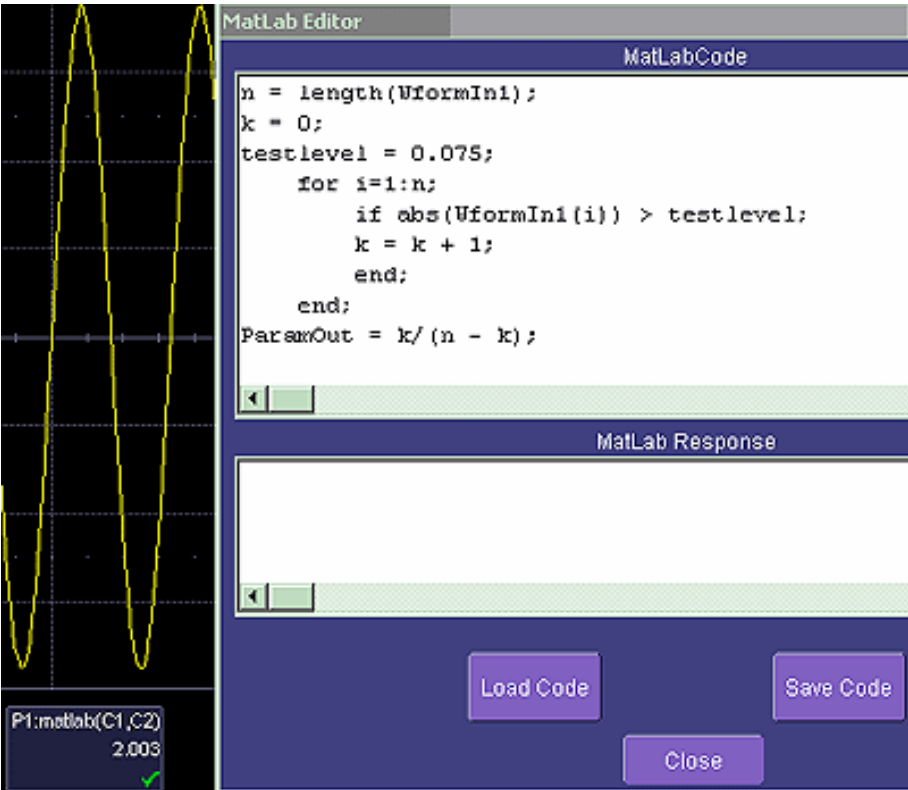 MatLab Editor
MatLabCode
n = length(WformIn1);
k = 0;
testlevel = 0.075;
for i=1:n;
if abs(WformIn1(i)) > testlevel;
k = k + 1;
end;
end;
ParamOut = k/(n - k);
MatLab Response
Load Code
Save Code
Close
P1:matlab(C1,C2)
2.003